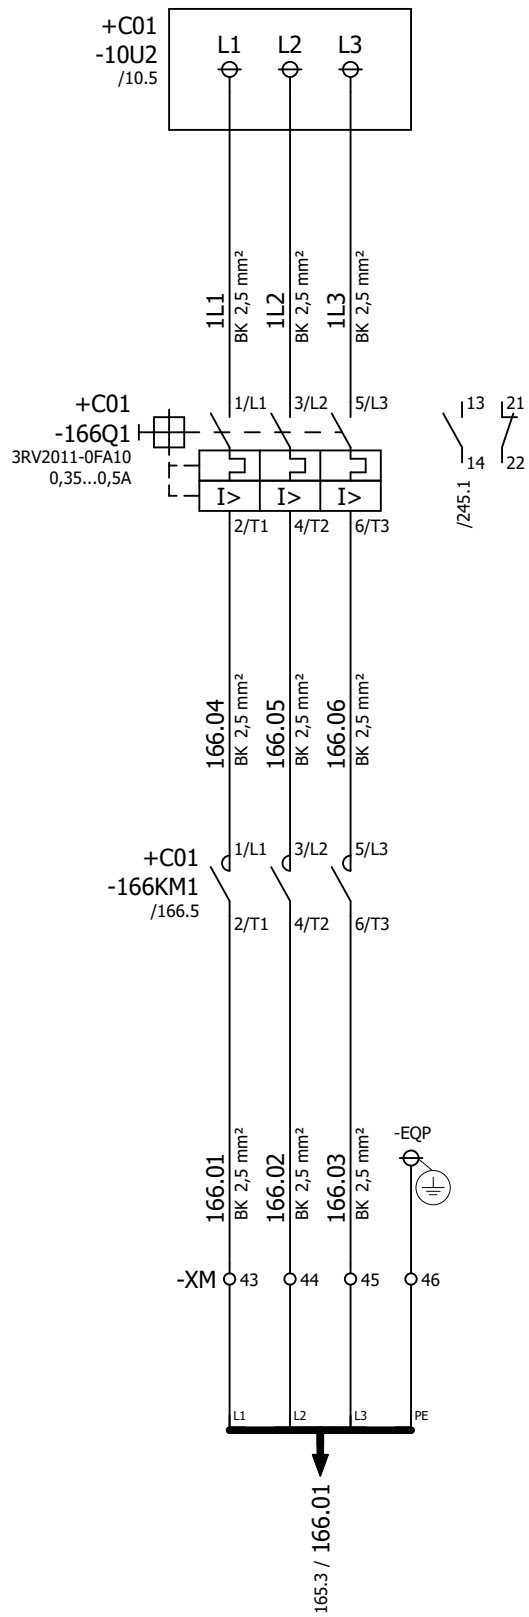 +C01
-10U2
/10.5
L1 L2 L3
1L1
BK 2,5 mm²
1L2
BK 2,5 mm²
1L3
BK 2,5 mm²
+C01
-166Q1
3RV2011-0FA10
0,35...0,5A
1/L1 3/L2 5/L3
I> I> I>
2/T1 4/T2 6/T3
13 21
14 22
/245.1
166.04
BK 2,5 mm²
166.05
BK 2,5 mm²
166.06
BK 2,5 mm²
+C01
-166KM1
/166.5
1/L1 3/L2 5/L3
2/T1 4/T2 6/T3
166.01
BK 2,5 mm²
166.02
BK 2,5 mm²
166.03
BK 2,5 mm²
-EQP
-XM 43 44 45 46
L1 L2 L3 PE
165.3 / 166.01